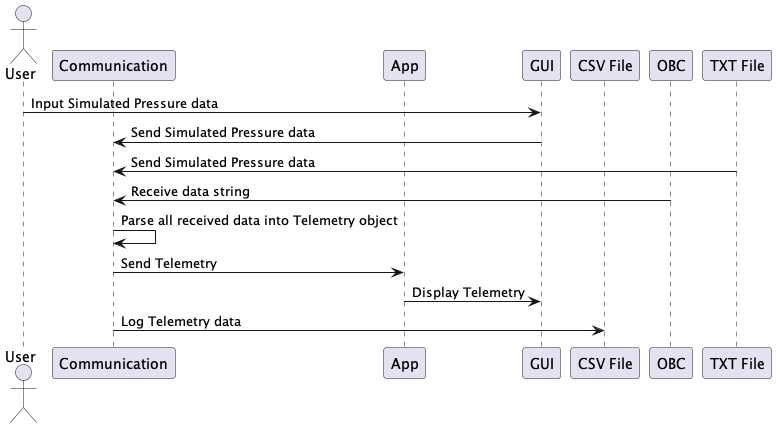 User
Communication
App
GUI
CSV File
OBC
TXT File
Input Simulated Pressure data
Send Simulated Pressure data
Send Simulated Pressure data
Receive data string
Parse all received data into Telemetry object
Send Telemetry
Display Telemetry
Log Telemetry data
User
Communication
App
GUI
CSV File
OBC
TXT File